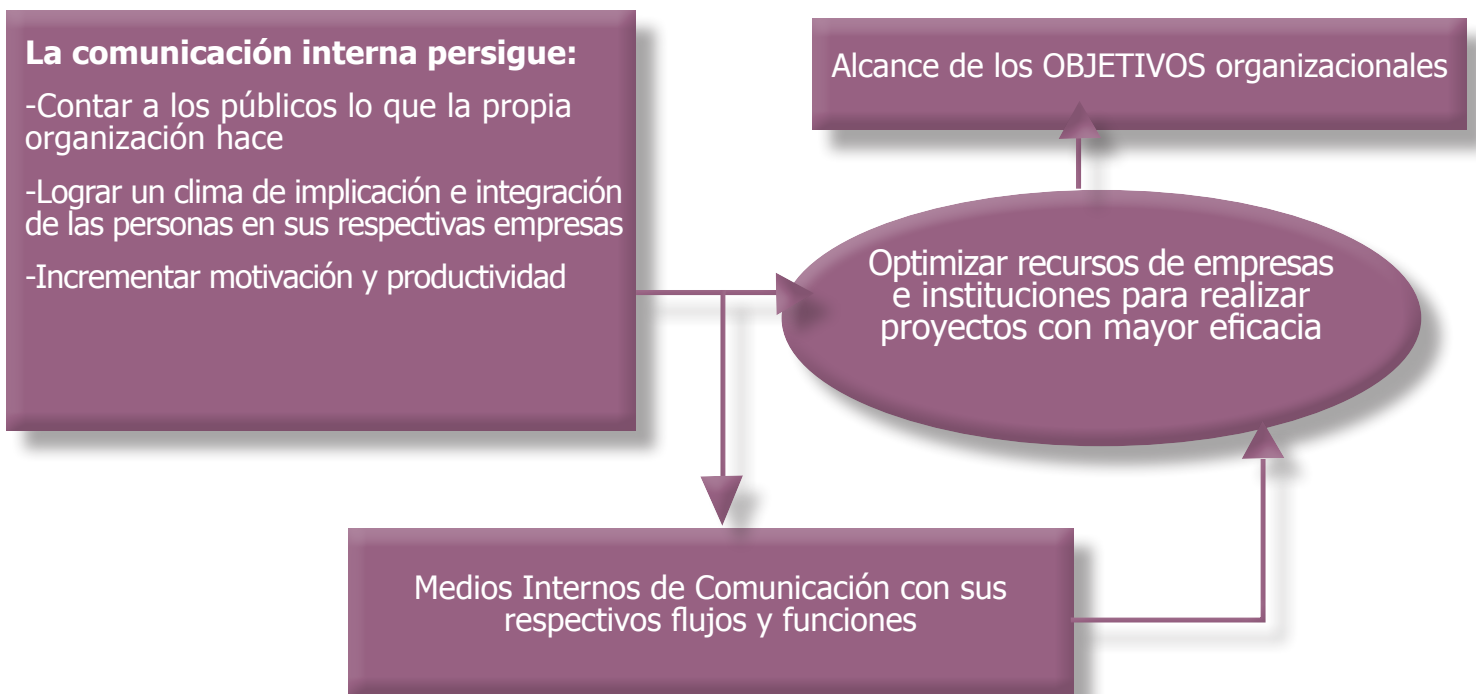 La comunicación interna persigue:
-Contar a los públicos lo que la propia
organización hace
-Lograr un clima de implicación e integración
de las personas en sus respectivas empresas
-Incrementar motivación y productividad
Alcance de los OBJETIVOS organizacionales
Optimizar recursos de empresas
e instituciones para realizar
proyectos con mayor eficacia
Medios Internos de Comunicación con sus
respectivos flujos y funciones